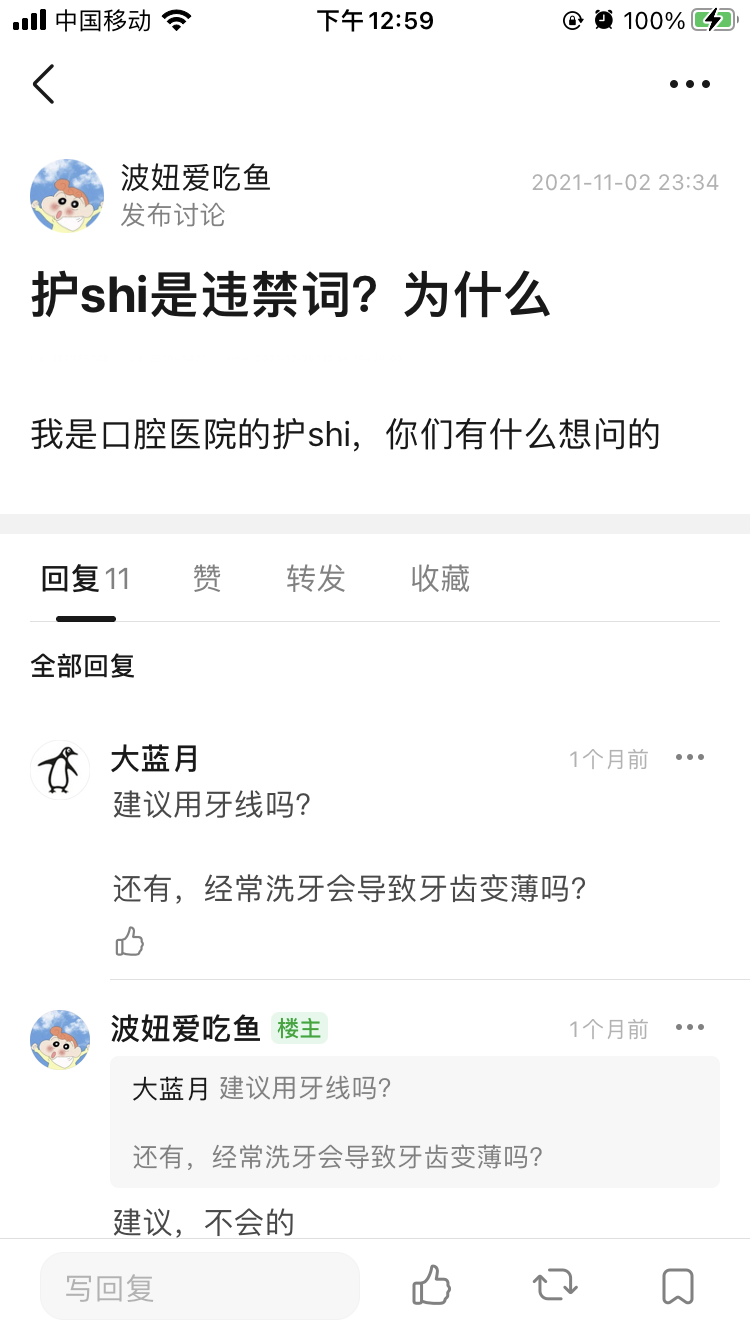 中国移动 下午12:59 100%
波妞爱吃鱼 2021-11-02 23:34
发布讨论
护shi是违禁词？为什么
我是口腔医院的护shi，你们有什么想问的
回复 11 赞 转发 收藏
全部回复
大蓝月 1个月前
建议用牙线吗？
还有，经常洗牙会导致牙齿变薄吗？
波妞爱吃鱼 楼主 1个月前
大蓝月 建议用牙线吗？
还有，经常洗牙会导致牙齿变薄吗？
建议，不会的
写回复